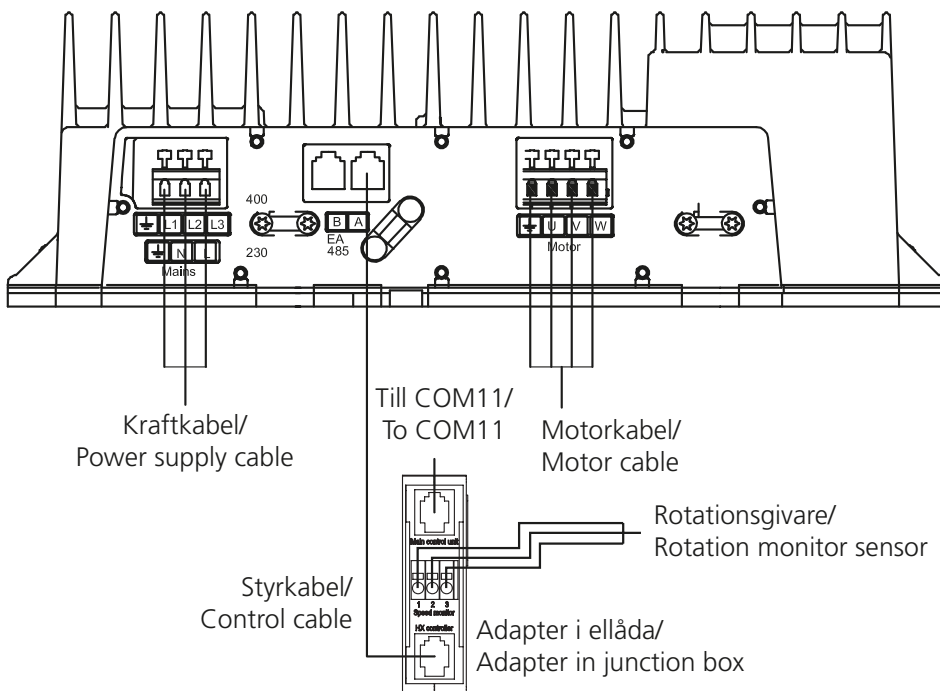 400
L1 L2 L3
B A
U V W
EA
485
230
N L
Mains
Motor
Kraftkabel/
Power supply cable
Till COM11/
To COM11
Motorkabel/
Motor cable
Main control unit
1 2 3
Speed monitor
HX controller
Rotationsgivare/
Rotation monitor sensor
Styrkabel/
Control cable
Adapter i ellåda/
Adapter in junction box